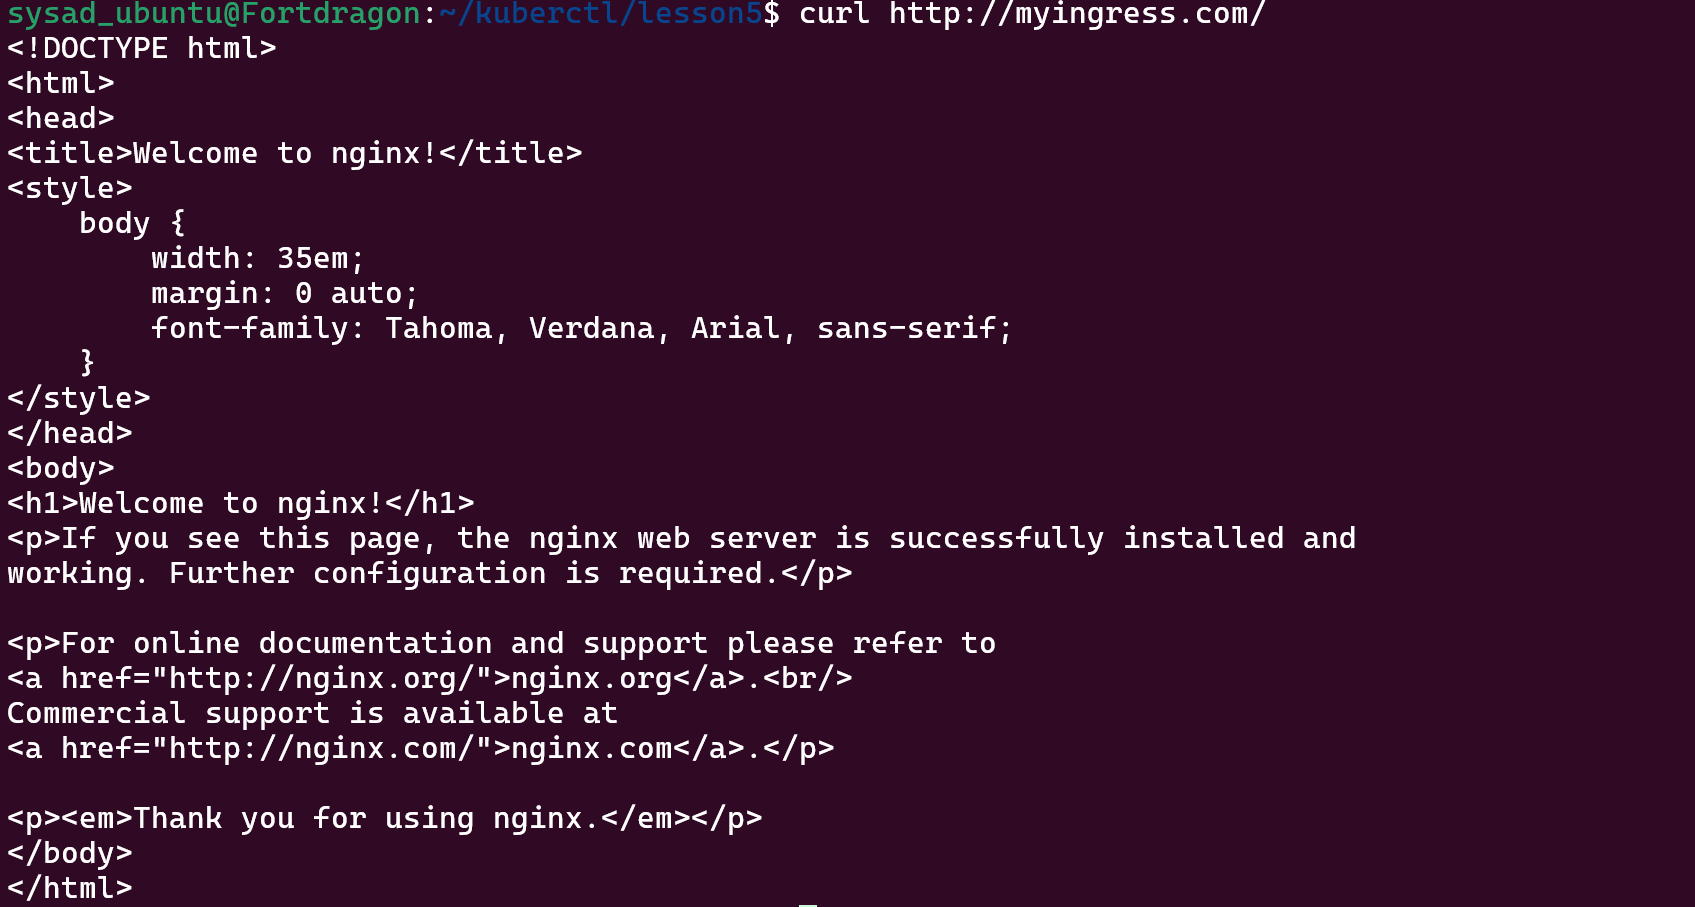 sysad_ubuntu@Fortdragon:~/kuberctl/lesson5$ curl http://myingress.com/
<!DOCTYPE html>
<html>
<head>
<title>Welcome to nginx!</title>
<style>
    body {
        width: 35em;
        margin: 0 auto;
        font-family: Tahoma, Verdana, Arial, sans-serif;
    }
</style>
</head>
<body>
<h1>Welcome to nginx!</h1>
<p>If you see this page, the nginx web server is successfully installed and
working. Further configuration is required.</p>

<p>For online documentation and support please refer to
<a href="http://nginx.org/">nginx.org</a>.<br/>
Commercial support is available at
<a href="http://nginx.com/">nginx.com</a>.</p>

<p><em>Thank you for using nginx.</em></p>
</body>
</html>